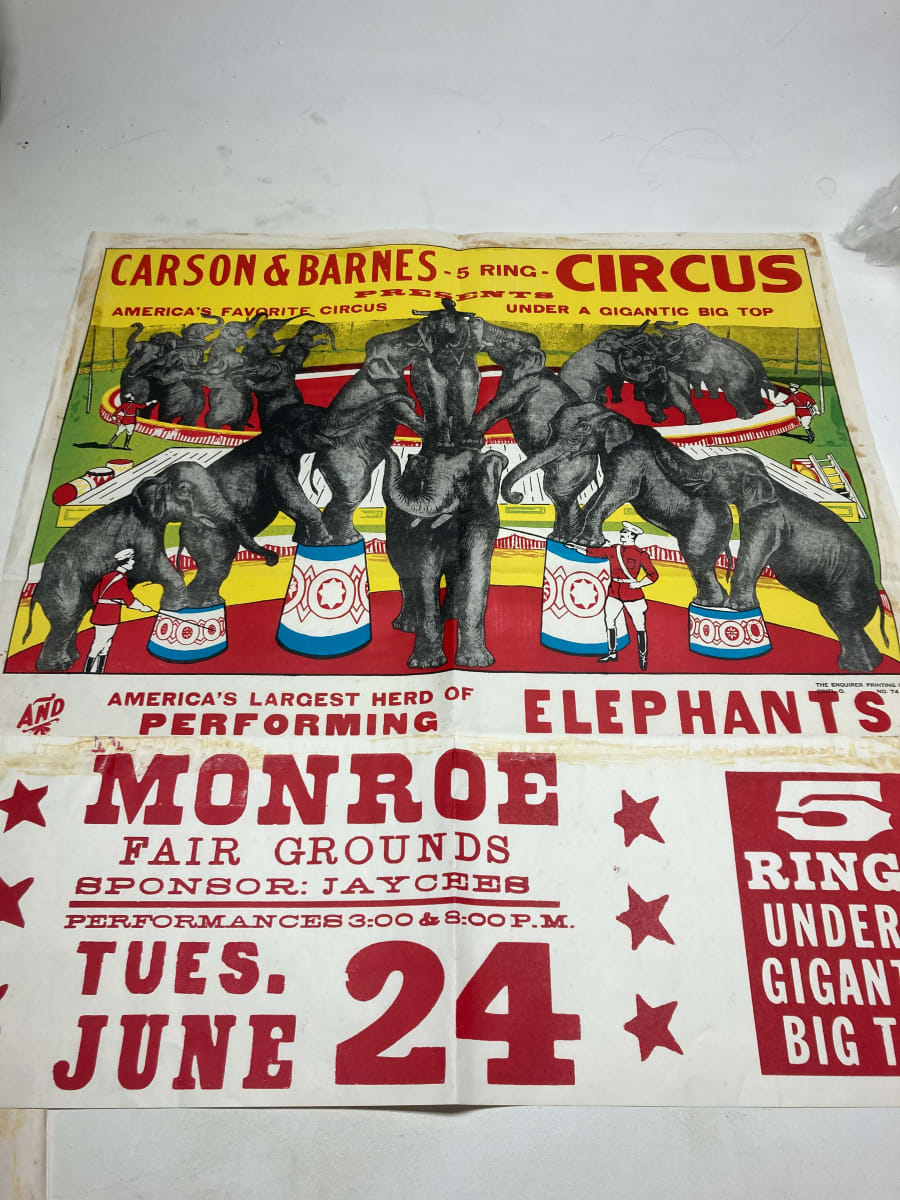 CARSON & BARNES - 5 RING - CIRCUS
PRESENTS
AMERICA'S FAVORITE CIRCUS UNDER A GIGANTIC BIG TOP
THE ENQUIRER PRINTING
NO. 74
AND AMERICA'S LARGEST HERD OF
PERFORMING ELEPHANTS
MONROE
FAIR GROUNDS
SPONSOR: JAYCEES
PERFORMANCES 3:00 & 8:00 P.M.
TUES.
JUNE 24
5
RING
UNDER
GIGANT
BIG T